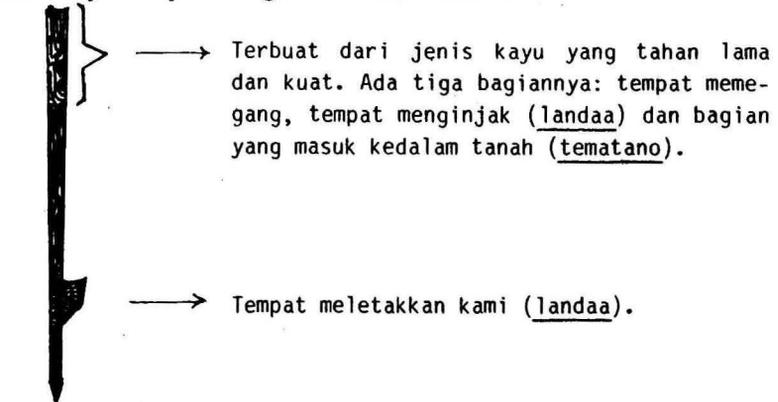 Terbuat dari jenis kayu yang tahan lama
dan kuat. Ada tiga bagiannya: tempat meme-
gang, tempat menginjak (landaa) dan bagian
yang masuk kedalam tanah (tematano).
Tempat meletakkan kami (landaa).